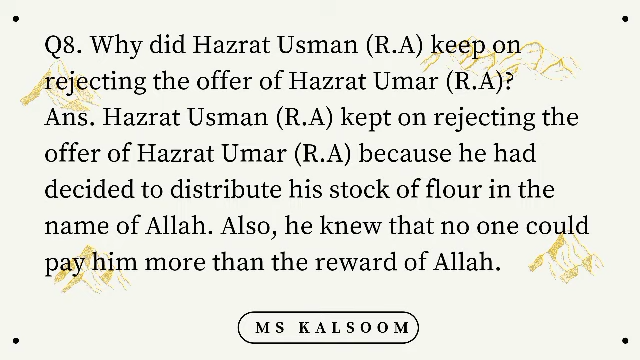 Q8. Why did Hazrat Usman (R.A) keep on
rejecting the offer of Hazrat Umar (R.A)?
Ans. Hazrat Usman (R.A) kept on rejecting the
offer of Hazrat Umar (R.A) because he had
decided to distribute his stock of flour in the
name of Allah. Also, he knew that no one could
pay him more than the reward of Allah.
MS KALSOOM